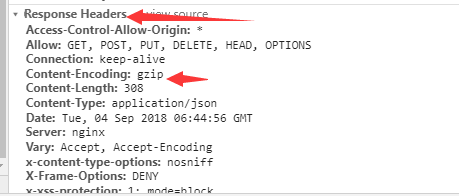 Response Headers view source
Access-Control-Allow-Origin: *
Allow: GET, POST, PUT, DELETE, HEAD, OPTIONS
Connection: keep-alive
Content-Encoding: gzip
Content-Length: 308
Content-Type: application/json
Date: Tue, 04 Sep 2018 06:44:56 GMT
Server: nginx
Vary: Accept, Accept-Encoding
x-content-type-options: nosniff
X-Frame-Options: DENY
x-xss-protection: 1; mode=block